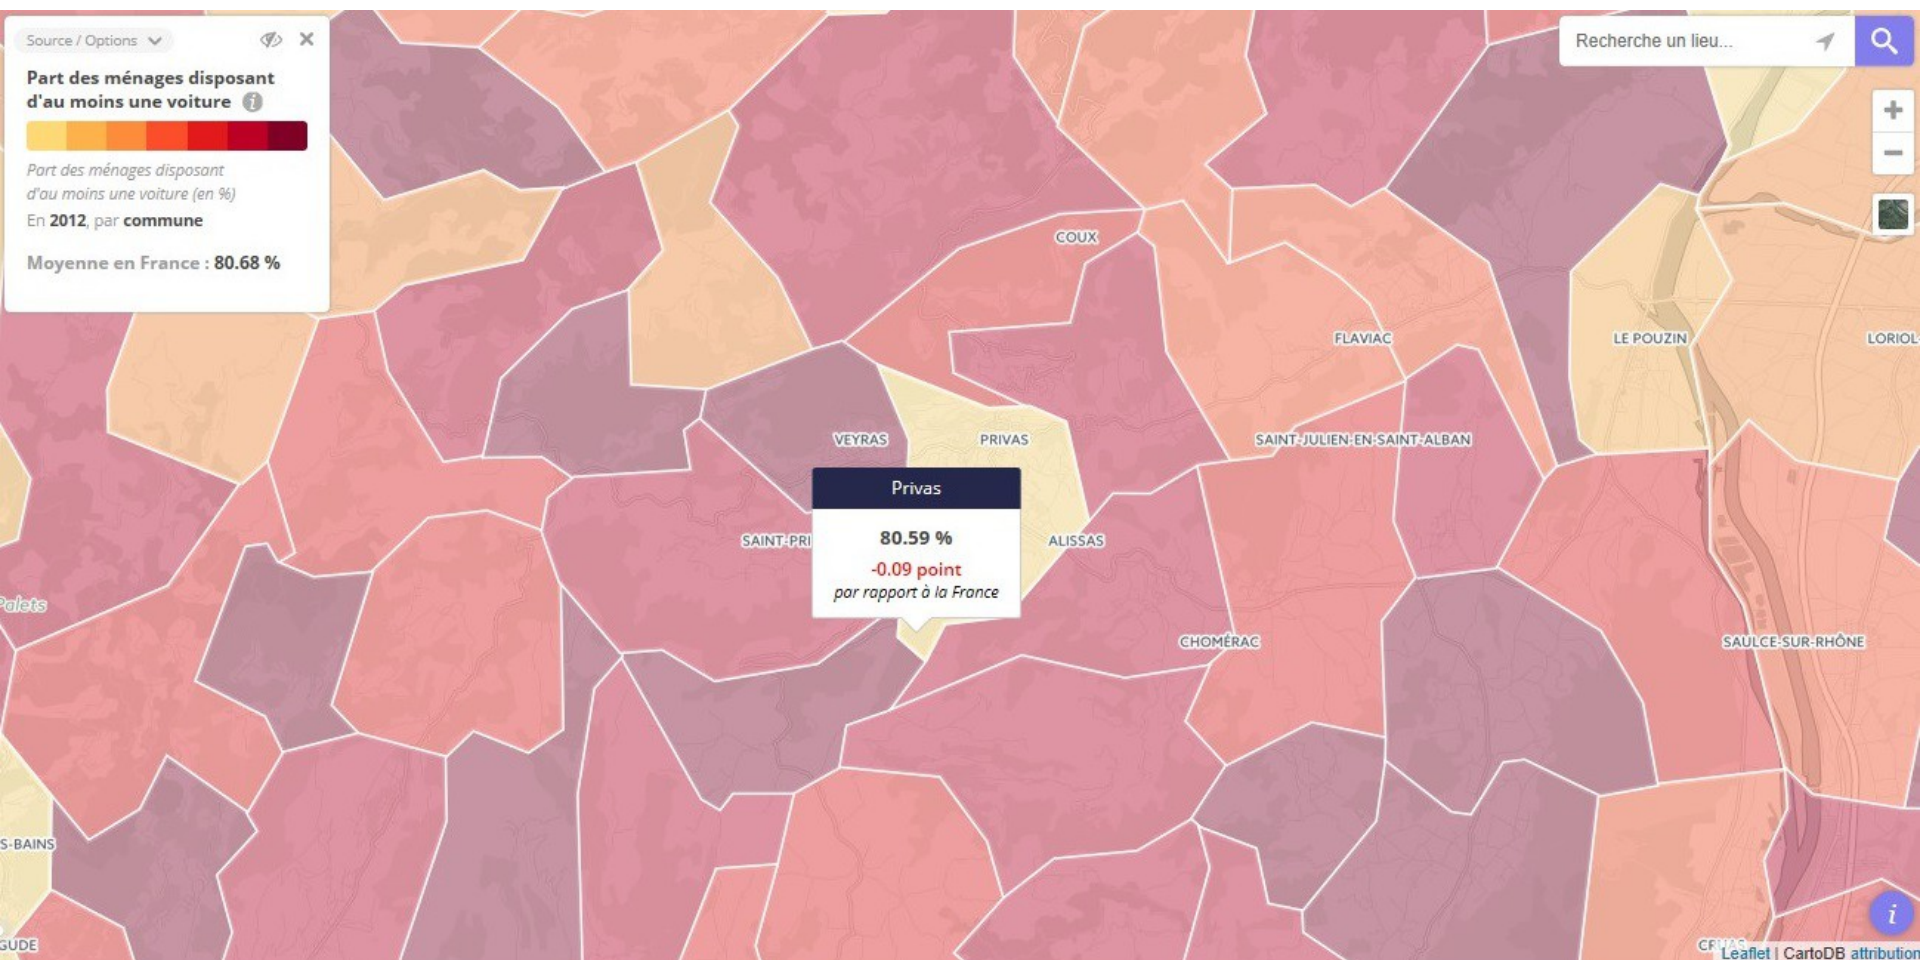 Source / Options
Part des ménages disposant
d'au moins une voiture i
Part des ménages disposant
d'au moins une voiture (en %)
En 2012, par commune
Moyenne en France : 80.68 %
Recherche un lieu...
+
−
COUX
FLAVIAC
LE POUZIN
LORIOL-
VEYRAS
PRIVAS
SAINT-JULIEN-EN-SAINT-ALBAN
Privas
80.59 %
-0.09 point
par rapport à la France
SAINT-PRI
ALISSAS
Palets
CHOMÉRAC
SAULCE-SUR-RHÔNE
S-BAINS
GUDE
CRUAS
i
Leaflet | CartoDB attribution